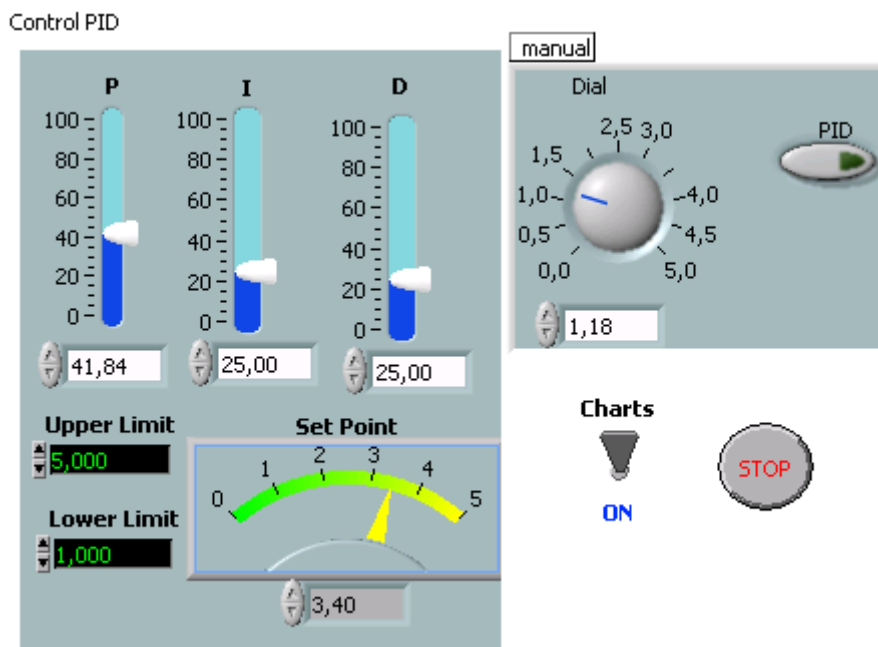 Control PID
P
100
80
60
40
20
0
41,84
I
100
80
60
40
20
0
25,00
D
100
80
60
40
20
0
25,00
Upper Limit
5,000
Lower Limit
1,000
Set Point
0 1 2 3 4 5
3,40
manual
Dial
0,0
0,5
1,0
1,5
2,5
3,0
4,0
4,5
5,0
1,18
PID
Charts
ON
STOP